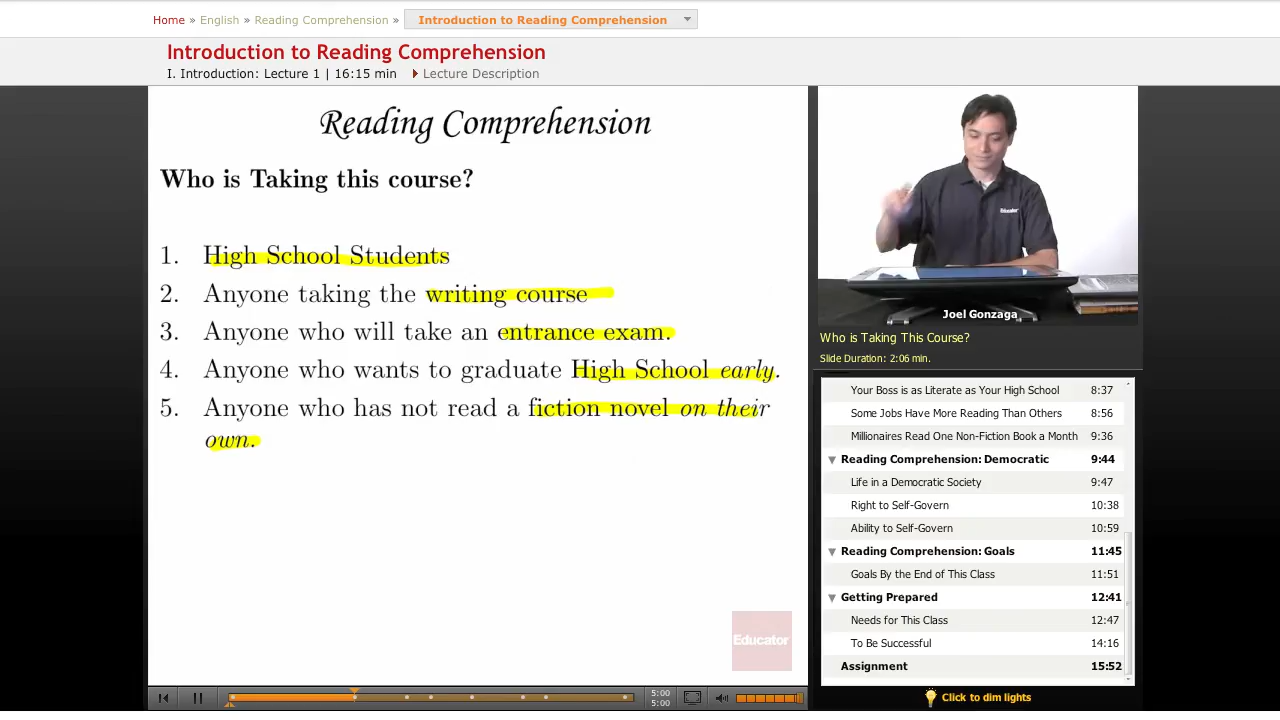 Home » English » Reading Comprehension » Introduction to Reading Comprehension
Introduction to Reading Comprehension
I. Introduction: Lecture 1 | 16:15 min Lecture Description
Reading Comprehension
Who is Taking this course?
1. High School Students
2. Anyone taking the writing course
3. Anyone who will take an entrance exam.
4. Anyone who wants to graduate High School early.
5. Anyone who has not read a fiction novel on their
own.
Educator
Educator
Joel Gonzaga
Who is Taking This Course?
Slide Duration: 2:06 min.
Your Boss is as Literate as Your High School 8:37
Some Jobs Have More Reading Than Others 8:56
Millionaires Read One Non-Fiction Book a Month 9:36
Reading Comprehension: Democratic 9:44
Life in a Democratic Society 9:47
Right to Self-Govern 10:38
Ability to Self-Govern 10:59
Reading Comprehension: Goals 11:45
Goals By the End of This Class 11:51
Getting Prepared 12:41
Needs for This Class 12:47
To Be Successful 14:16
Assignment 15:52
5:00
5:00
Click to dim lights